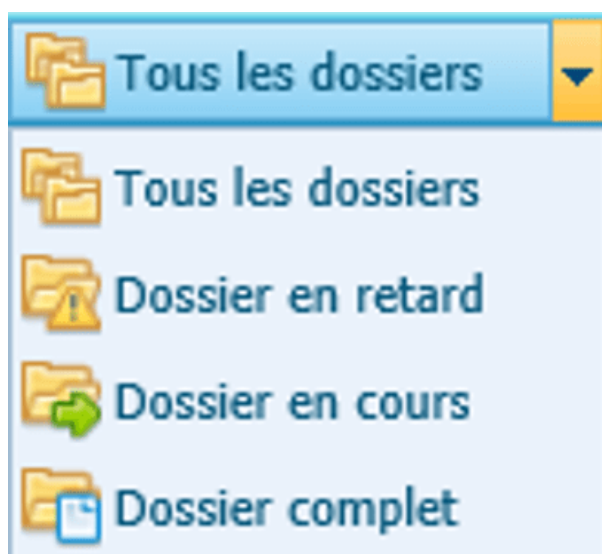 Tous les dossiers
Tous les dossiers
Dossier en retard
Dossier en cours
Dossier complet